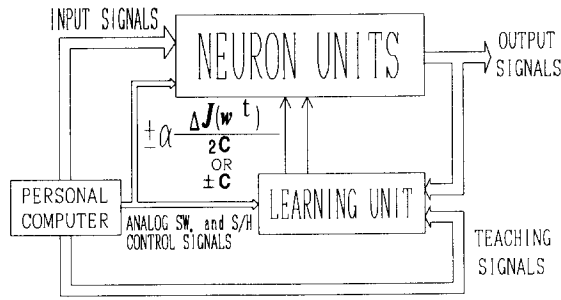 INPUT SIGNALS
NEURON UNITS
OUTPUT
SIGNALS
±α ΔJ(w^t)
2C
OR
±C
PERSONAL
COMPUTER
LEARNING UNIT
ANALOG SW. and S/H
CONTROL SIGNALS
TEACHING
SIGNALS